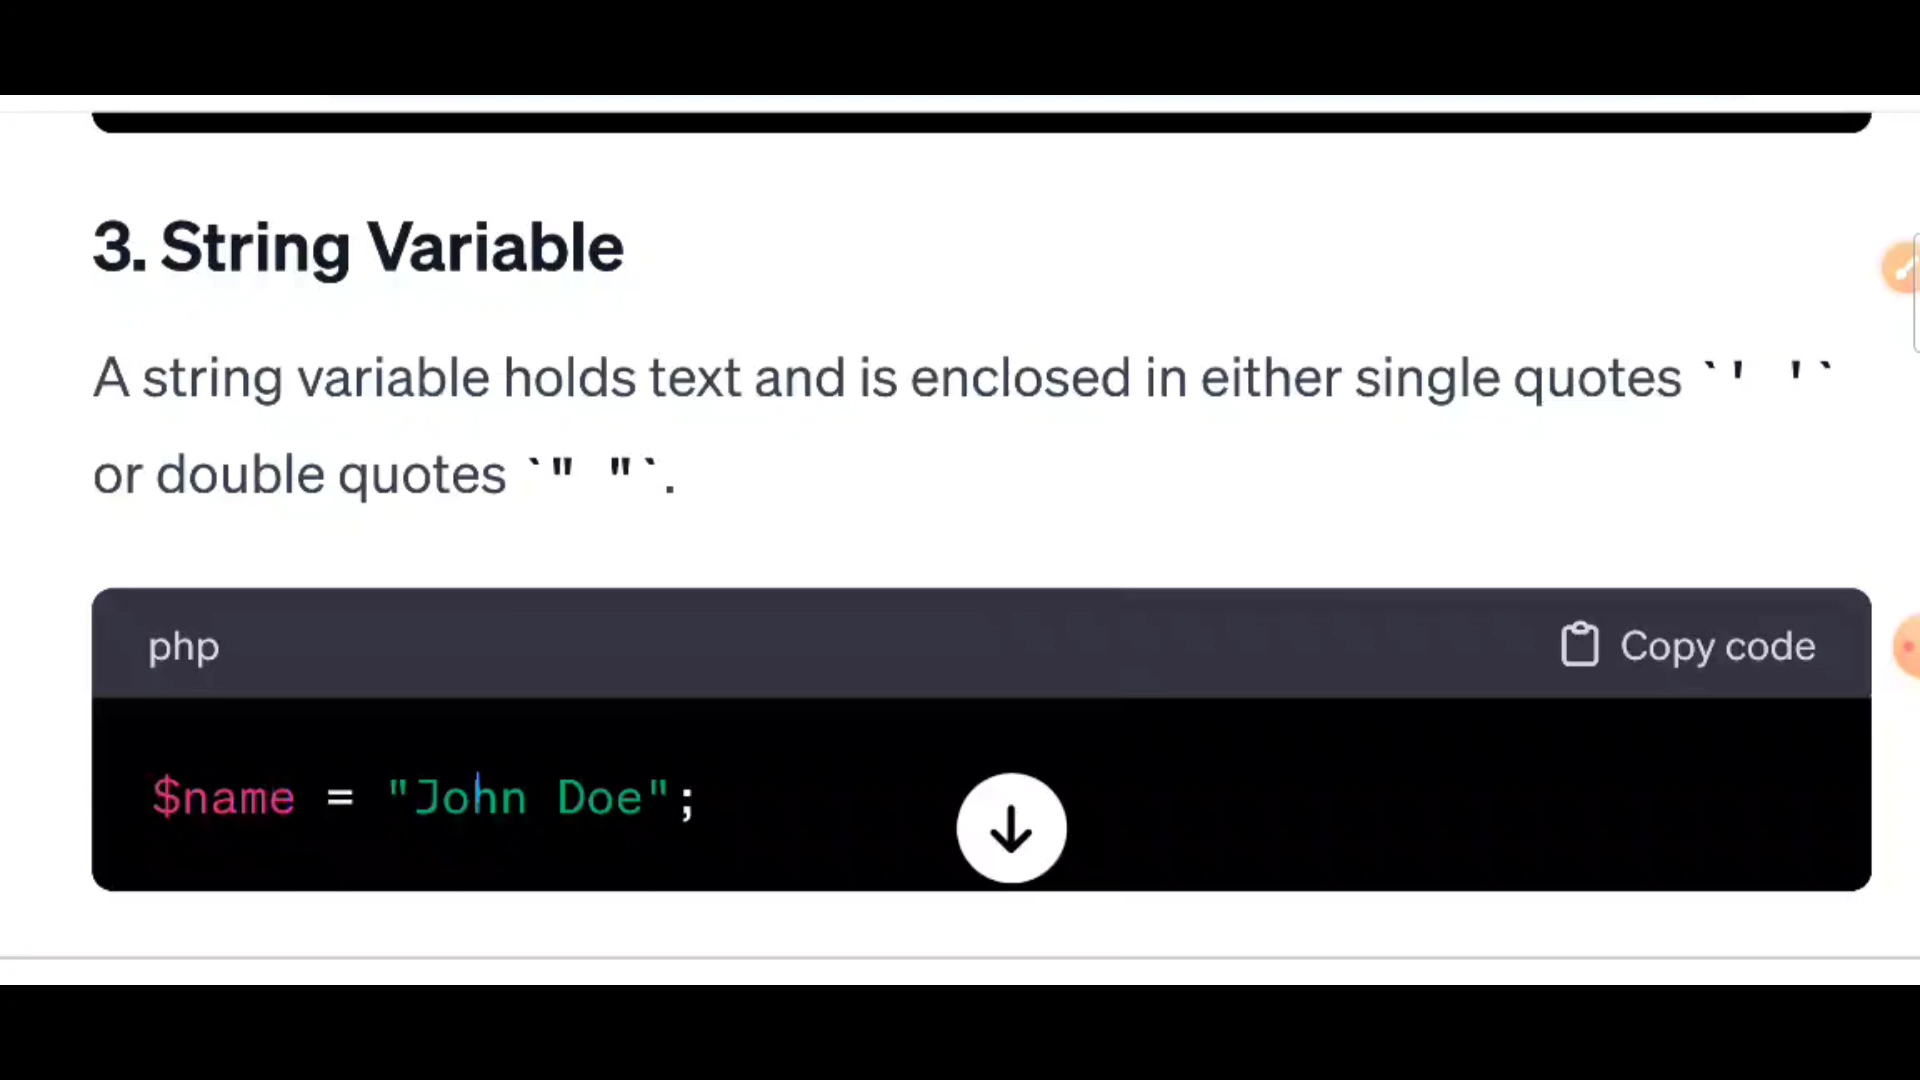 3. String Variable
A string variable holds text and is enclosed in either single quotes `' '`
or double quotes `" "`.
php
Copy code
$name = "John Doe";